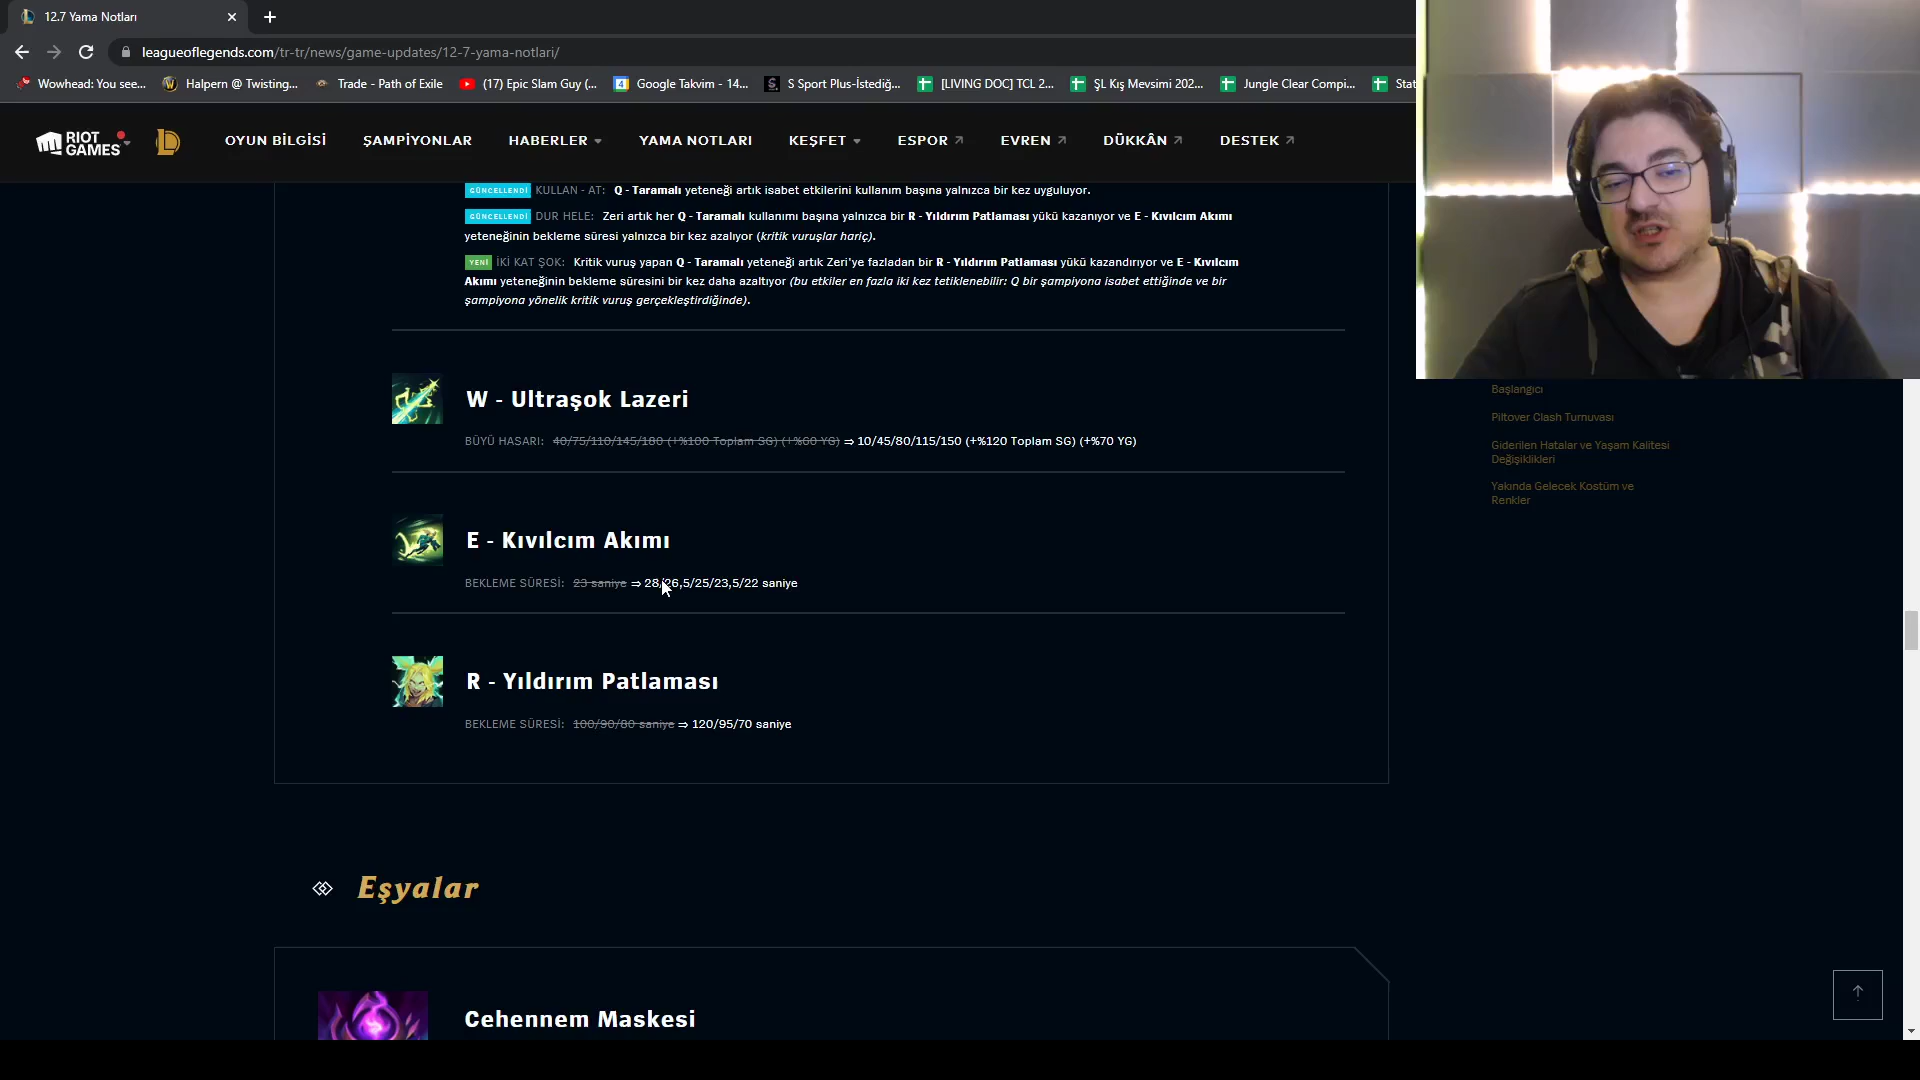 12.7 Yama Notları
leagueoflegends.com/tr-tr/news/game-updates/12-7-yama-notlari/
Wowhead: You see...
Halpern @ Twisting...
Trade - Path of Exile
(17) Epic Slam Guy (...
Google Takvim - 14...
S Sport Plus-İstediğ...
[LIVING DOC] TCL 2...
ŞL Kış Mevsimi 202...
Jungle Clear Compi...
Stat
RIOT GAMES
OYUN BİLGİSİ
ŞAMPİYONLAR
HABERLER
YAMA NOTLARI
KEŞFET
ESPOR
EVREN
DÜKKÂN
DESTEK
GÜNCELLENDİ KULLAN - AT: Q - Taramalı yeteneği artık isabet etkilerini kullanım başına yalnızca bir kez uyguluyor.
GÜNCELLENDİ DUR HELE: Zeri artık her Q - Taramalı kullanımı başına yalnızca bir R - Yıldırım Patlaması yükü kazanıyor ve E - Kıvılcım Akımı
yeteneğinin bekleme süresi yalnızca bir kez azalıyor (kritik vuruşlar hariç).
YENİ İKİ KAT ŞOK: Kritik vuruş yapan Q - Taramalı yeteneği artık Zeri'ye fazladan bir R - Yıldırım Patlaması yükü kazandırıyor ve E - Kıvılcım
Akımı yeteneğinin bekleme süresini bir kez daha azaltıyor (bu etkiler en fazla iki kez tetiklenebilir: Q bir şampiyona isabet ettiğinde ve bir
şampiyona yönelik kritik vuruş gerçekleştirdiğinde).
W - Ultraşok Lazeri
BÜYÜ HASARI: 40/75/110/145/180 (+%100 Toplam SG) (+%60 YG) ⇒ 10/45/80/115/150 (+%120 Toplam SG) (+%70 YG)
E - Kıvılcım Akımı
BEKLEME SÜRESİ: 23 saniye ⇒ 28/26,5/25/23,5/22 saniye
R - Yıldırım Patlaması
BEKLEME SÜRESİ: 100/90/80 saniye ⇒ 120/95/70 saniye
Başlangıcı
Piltover Clash Turnuvası
Giderilen Hatalar ve Yaşam Kalitesi
Değişiklikleri
Yakında Gelecek Kostüm ve
Renkler
Eşyalar
Cehennem Maskesi